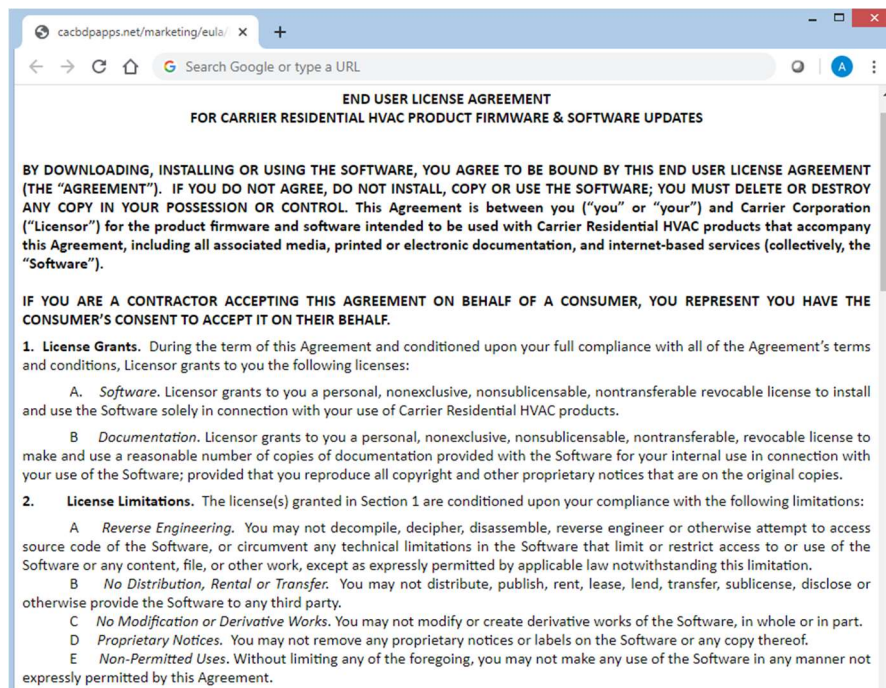 cacbdpapps.net/marketing/eula/
Search Google or type a URL
A
END USER LICENSE AGREEMENT
FOR CARRIER RESIDENTIAL HVAC PRODUCT FIRMWARE & SOFTWARE UPDATES
BY DOWNLOADING, INSTALLING OR USING THE SOFTWARE, YOU AGREE TO BE BOUND BY THIS END USER LICENSE AGREEMENT
(THE “AGREEMENT”). IF YOU DO NOT AGREE, DO NOT INSTALL, COPY OR USE THE SOFTWARE; YOU MUST DELETE OR DESTROY
ANY COPY IN YOUR POSSESSION OR CONTROL. This Agreement is between you (“you” or “your”) and Carrier Corporation
(“Licensor”) for the product firmware and software intended to be used with Carrier Residential HVAC products that accompany
this Agreement, including all associated media, printed or electronic documentation, and internet-based services (collectively, the
“Software”).
IF YOU ARE A CONTRACTOR ACCEPTING THIS AGREEMENT ON BEHALF OF A CONSUMER, YOU REPRESENT YOU HAVE THE
CONSUMER’S CONSENT TO ACCEPT IT ON THEIR BEHALF.
1. License Grants. During the term of this Agreement and conditioned upon your full compliance with all of the Agreement’s terms
and conditions, Licensor grants to you the following licenses:
A. Software. Licensor grants to you a personal, nonexclusive, nonsublicensable, nontransferable revocable license to install
and use the Software solely in connection with your use of Carrier Residential HVAC products.
B Documentation. Licensor grants to you a personal, nonexclusive, nonsublicensable, nontransferable, revocable license to
make and use a reasonable number of copies of documentation provided with the Software for your internal use in connection with
your use of the Software; provided that you reproduce all copyright and other proprietary notices that are on the original copies.
2. License Limitations. The license(s) granted in Section 1 are conditioned upon your compliance with the following limitations:
A Reverse Engineering. You may not decompile, decipher, disassemble, reverse engineer or otherwise attempt to access
source code of the Software, or circumvent any technical limitations in the Software that limit or restrict access to or use of the
Software or any content, file, or other work, except as expressly permitted by applicable law notwithstanding this limitation.
B No Distribution, Rental or Transfer. You may not distribute, publish, rent, lease, lend, transfer, sublicense, disclose or
otherwise provide the Software to any third party.
C No Modification or Derivative Works. You may not modify or create derivative works of the Software, in whole or in part.
D Proprietary Notices. You may not remove any proprietary notices or labels on the Software or any copy thereof.
E Non-Permitted Uses. Without limiting any of the foregoing, you may not make any use of the Software in any manner not
expressly permitted by this Agreement.